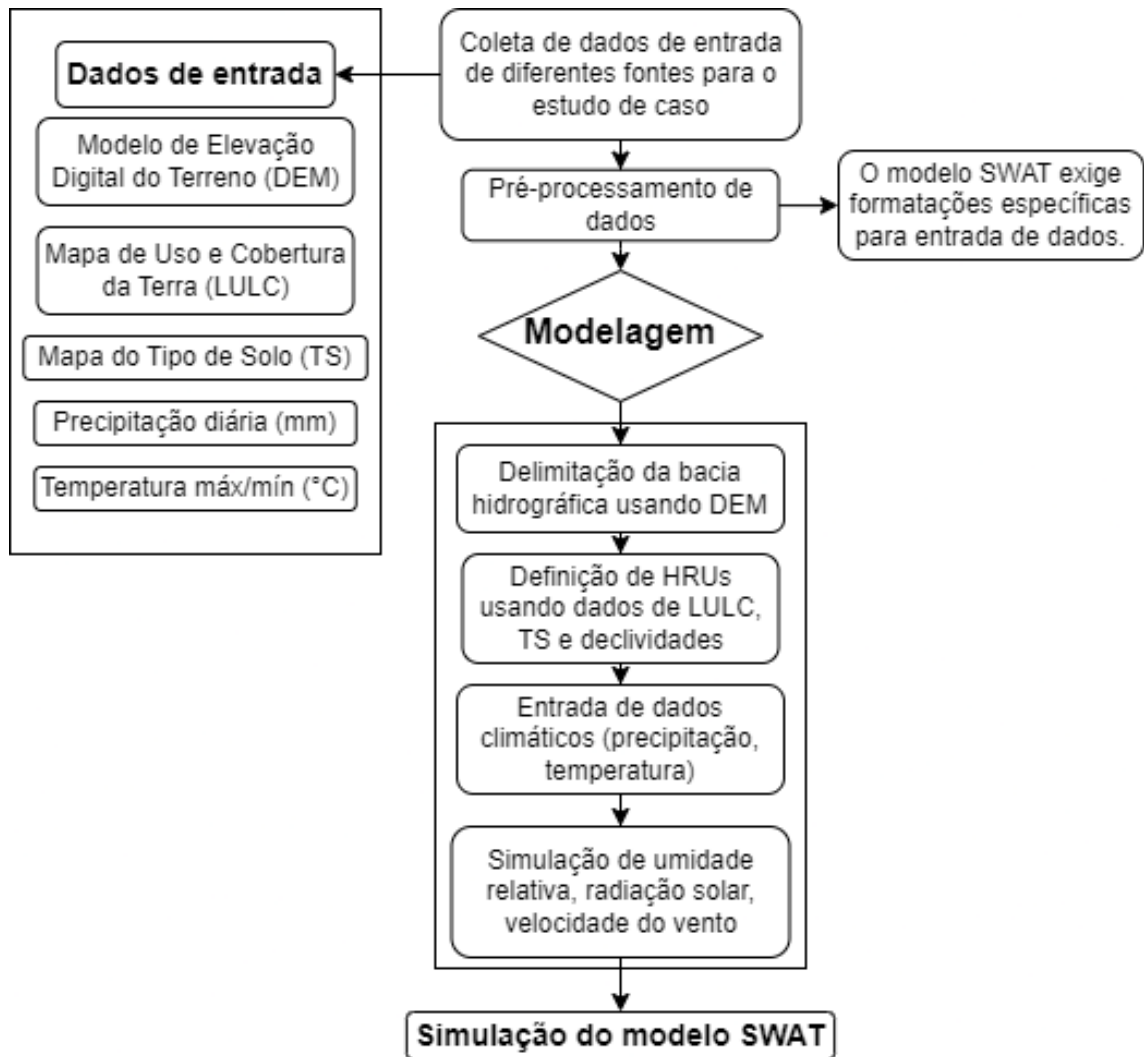 Dados de entrada
Modelo de Elevação
Digital do Terreno (DEM)
Mapa de Uso e Cobertura
da Terra (LULC)
Mapa do Tipo de Solo (TS)
Precipitação diária (mm)
Temperatura máx/mín (°C)
Coleta de dados de entrada
de diferentes fontes para o
estudo de caso
Pré-processamento de
dados
O modelo SWAT exige
formatações específicas
para entrada de dados.
Modelagem
Delimitação da bacia
hidrográfica usando DEM
Definição de HRUs
usando dados de LULC,
TS e declividades
Entrada de dados
climáticos (precipitação,
temperatura)
Simulação de umidade
relativa, radiação solar,
velocidade do vento
Simulação do modelo SWAT